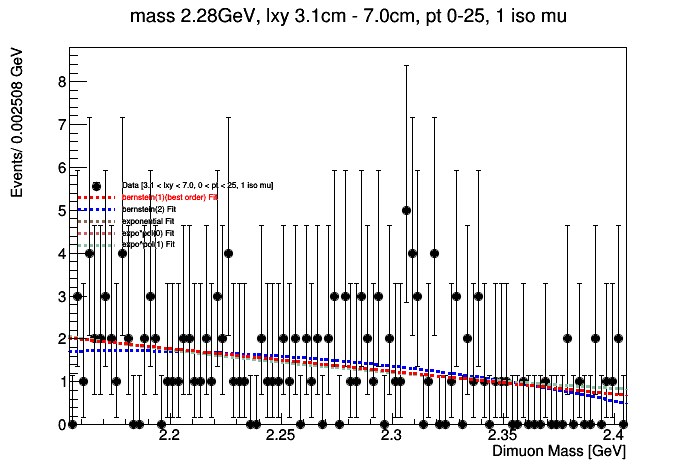 mass 2.28GeV, lxy 3.1cm - 7.0cm, pt 0-25, 1 iso mu
Events/ 0.002508 GeV
8
7
6
5
4
3
2
1
0
Data [3.1 < lxy < 7.0, 0 < pt < 25, 1 iso mu]
bernstein(1)(best order) Fit
bernstein(2) Fit
exponential Fit
expo*pol(0) Fit
expo*pol(1) Fit
2.2 2.25 2.3 2.35 2.4
Dimuon Mass [GeV]